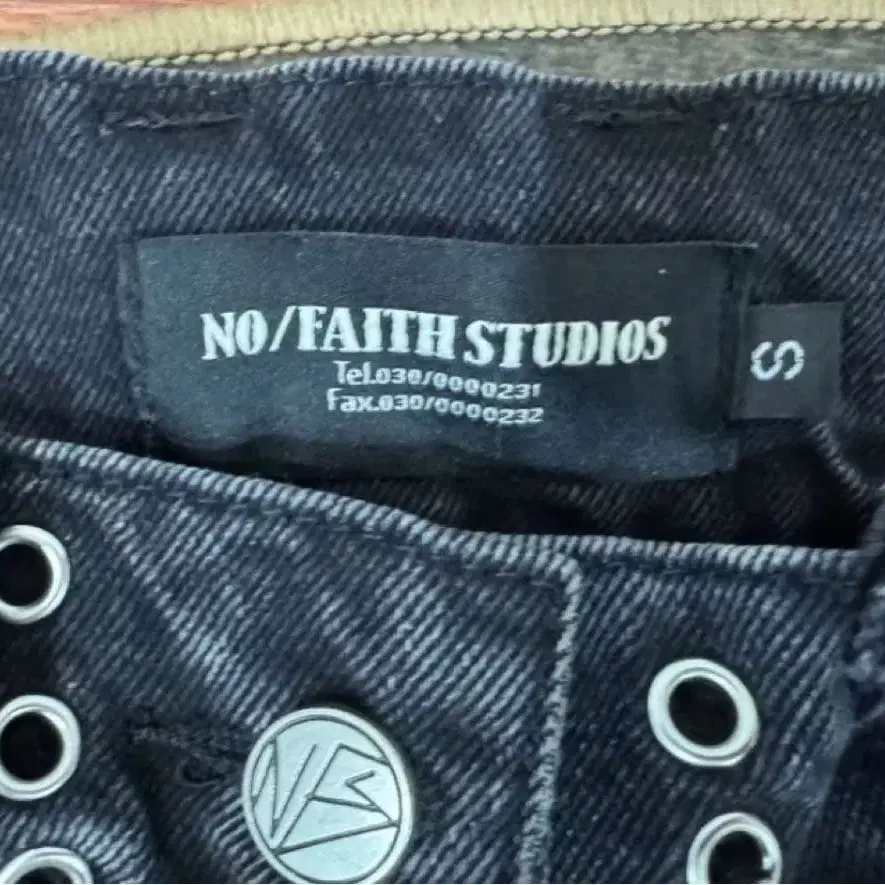 NO/FAITH STUDIOS
Tel.030/0000231
Fax.030/0000232
S